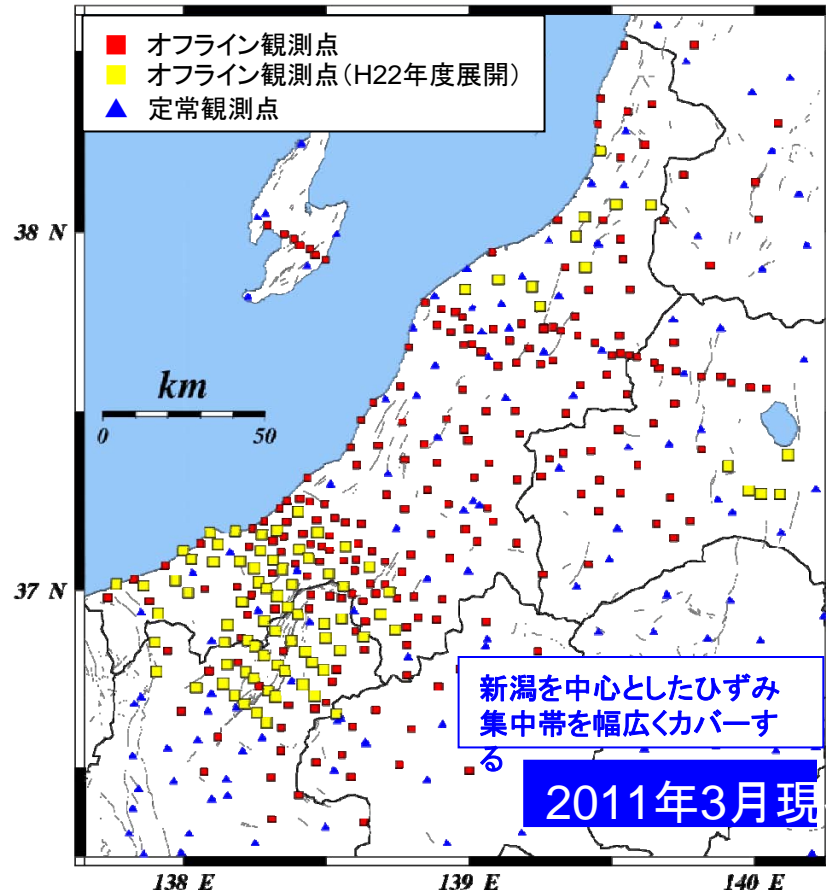 オフライン観測点
オフライン観測点(H22年度展開)
定常観測点
38 N
km
0 50
37 N
新潟を中心としたひずみ
集中帯を幅広くカバーす
る
2011年3月現
138 E 139 E 140 E